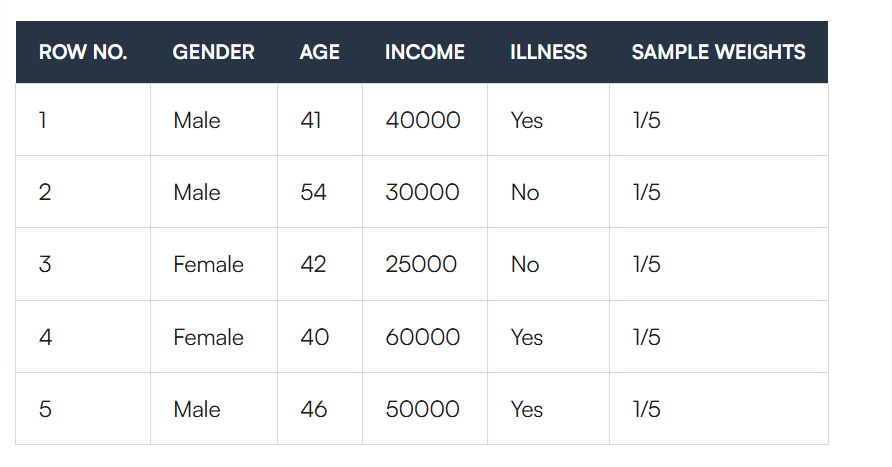 ROW NO. GENDER AGE INCOME ILLNESS SAMPLE WEIGHTS
1 Male 41 40000 Yes 1/5
2 Male 54 30000 No 1/5
3 Female 42 25000 No 1/5
4 Female 40 60000 Yes 1/5
5 Male 46 50000 Yes 1/5